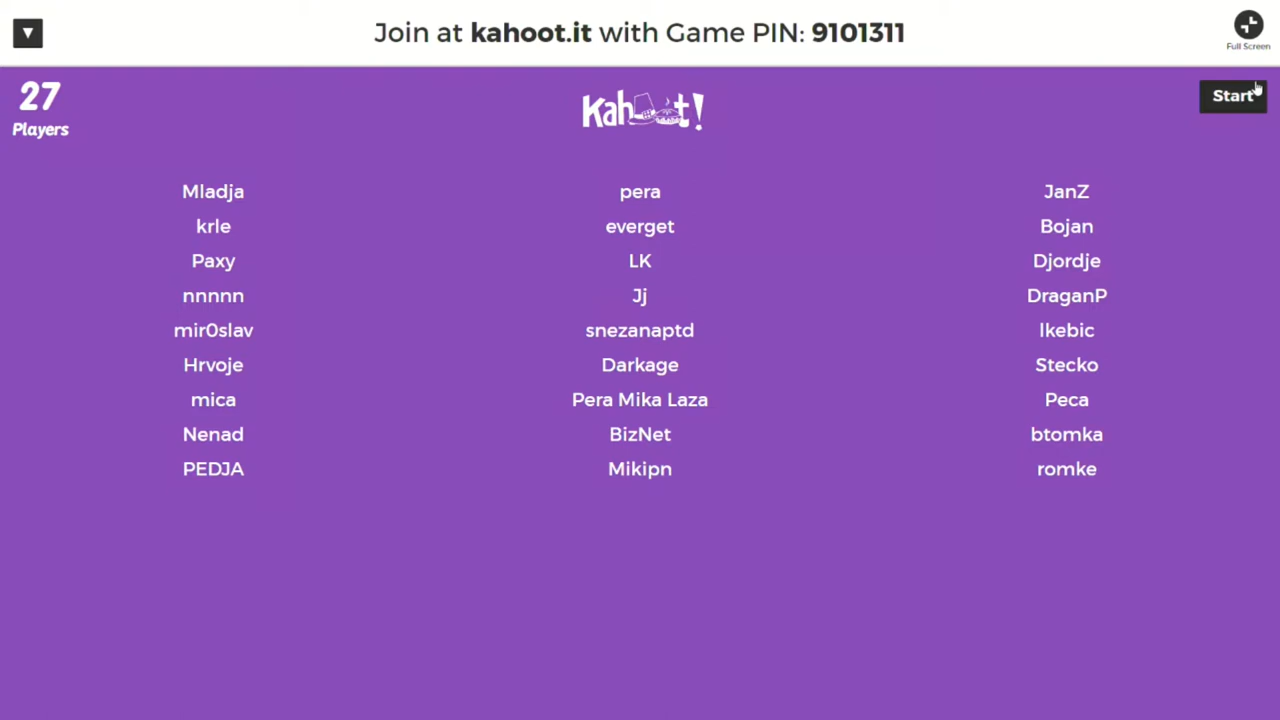 ▼
Join at kahoot.it with Game PIN: 9101311
Full Screen
27
Players
Kahoot!
Start
Mladja pera JanZ
krle everget Bojan
Paxy LK Djordje
nnnnn Jj DraganP
mir0slav snezanaptd lkebic
Hrvoje Darkage Stecko
mica Pera Mika Laza Peca
Nenad BizNet btomka
PEDJA Mikipn romke